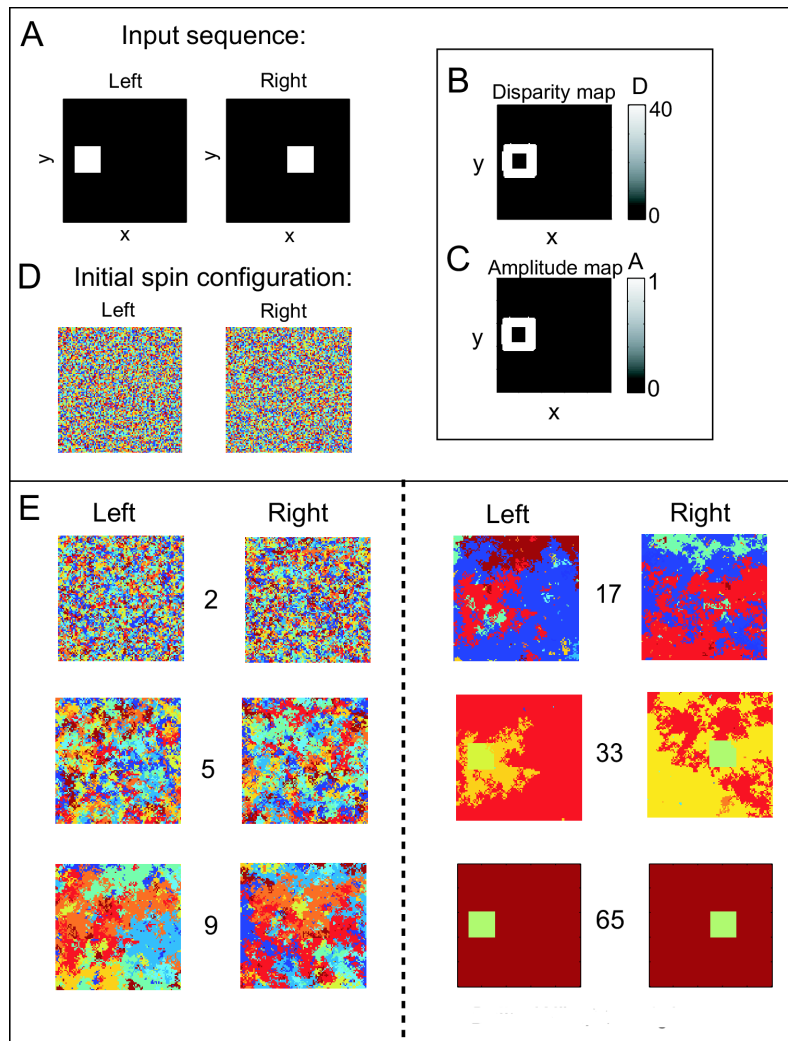 A Input sequence:
Left Right
y y
x x
B Disparity map D
40
y
0
x
C Amplitude map A
1
y
0
x
D Initial spin configuration:
Left Right
E Left Right Left Right
2 17
5 33
9 65